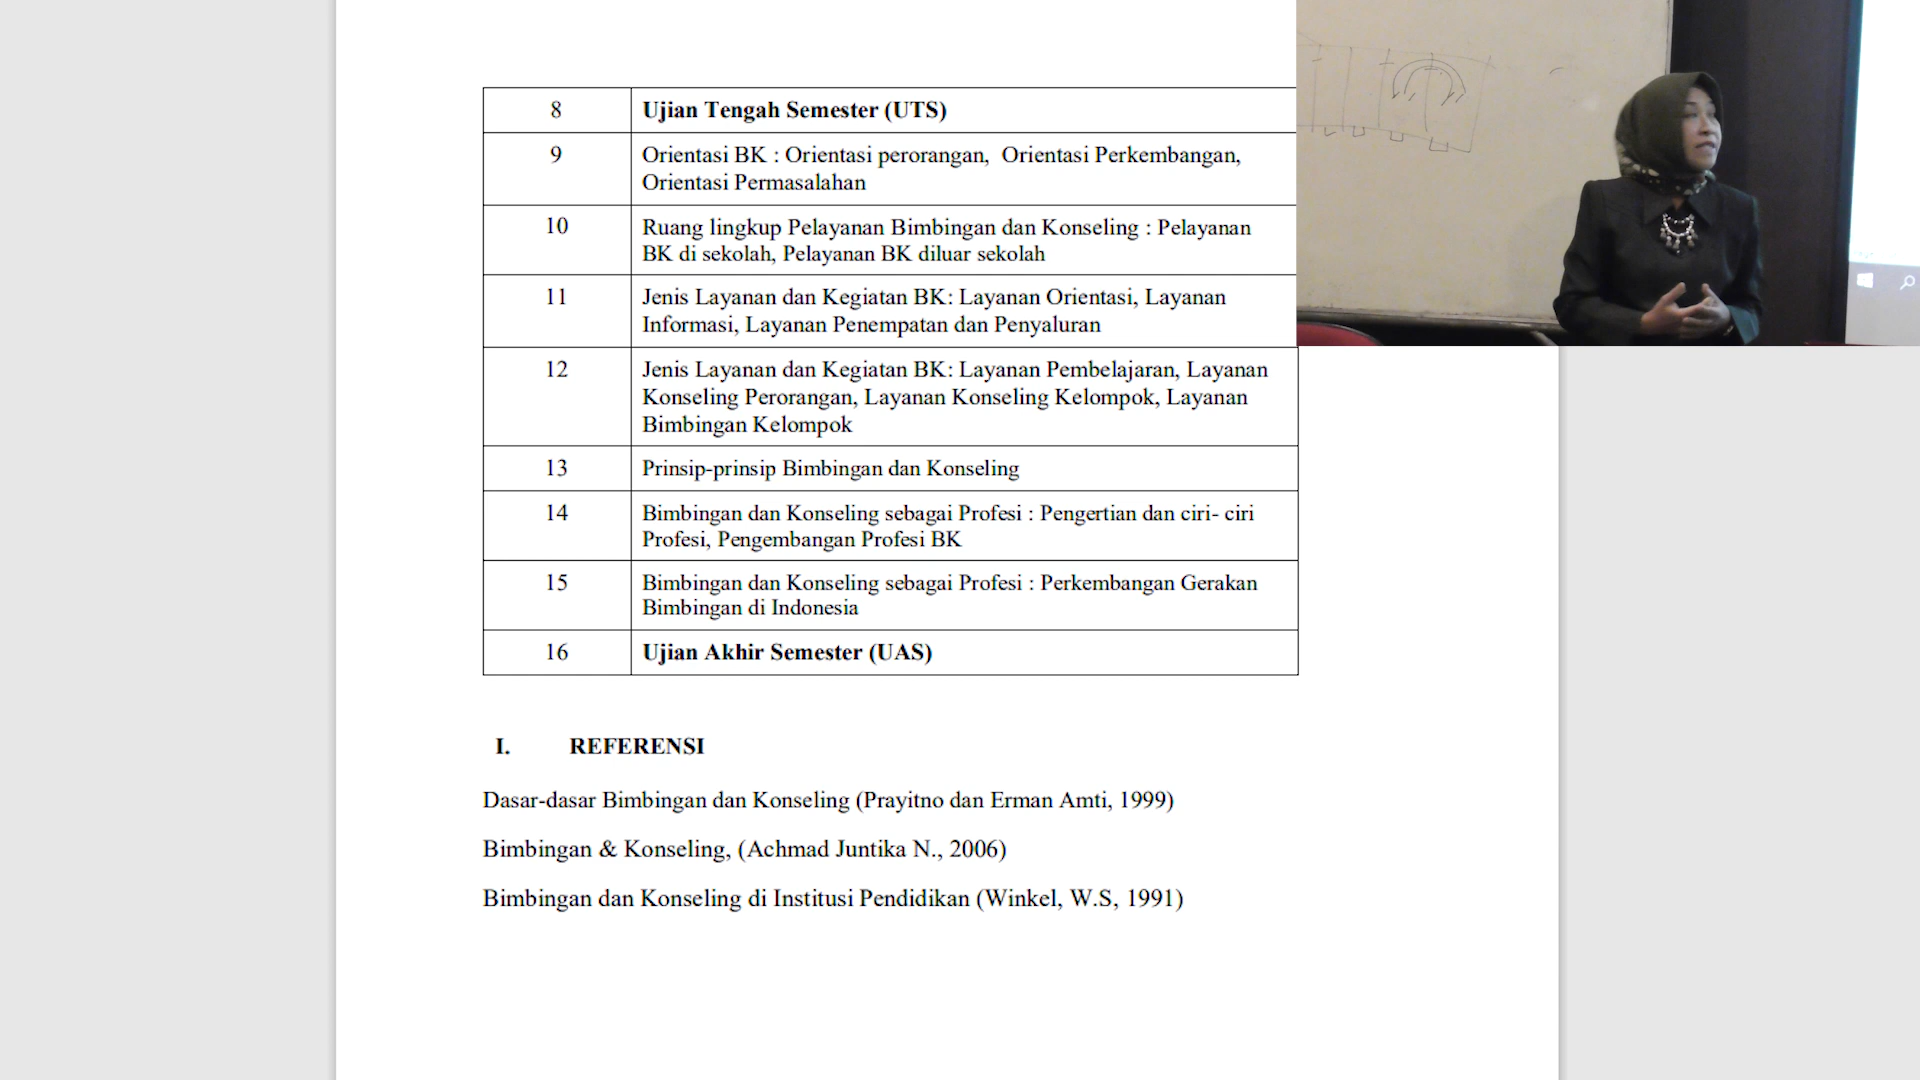 8 Ujian Tengah Semester (UTS)
9 Orientasi BK : Orientasi perorangan, Orientasi Perkembangan,
Orientasi Permasalahan
10 Ruang lingkup Pelayanan Bimbingan dan Konseling : Pelayanan
BK di sekolah, Pelayanan BK diluar sekolah
11 Jenis Layanan dan Kegiatan BK: Layanan Orientasi, Layanan
Informasi, Layanan Penempatan dan Penyaluran
12 Jenis Layanan dan Kegiatan BK: Layanan Pembelajaran, Layanan
Konseling Perorangan, Layanan Konseling Kelompok, Layanan
Bimbingan Kelompok
13 Prinsip-prinsip Bimbingan dan Konseling
14 Bimbingan dan Konseling sebagai Profesi : Pengertian dan ciri- ciri
Profesi, Pengembangan Profesi BK
15 Bimbingan dan Konseling sebagai Profesi : Perkembangan Gerakan
Bimbingan di Indonesia
16 Ujian Akhir Semester (UAS)
I. REFERENSI
Dasar-dasar Bimbingan dan Konseling (Prayitno dan Erman Amti, 1999)
Bimbingan & Konseling, (Achmad Juntika N., 2006)
Bimbingan dan Konseling di Institusi Pendidikan (Winkel, W.S, 1991)